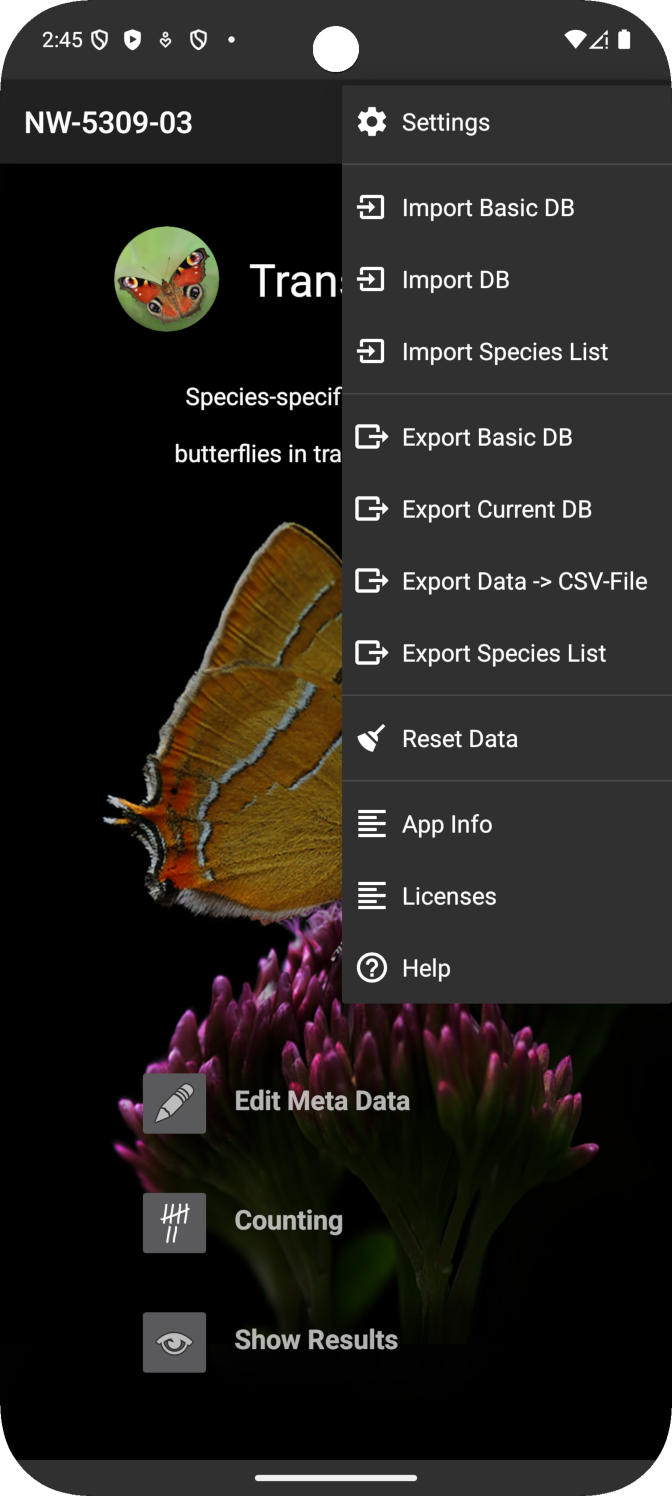 2:45
NW-5309-03
Settings
Import Basic DB
Trans
Import DB
Import Species List
Species-specif
Export Basic DB
butterflies in tra
Export Current DB
Export Data -> CSV-File
Export Species List
Reset Data
App Info
Licenses
Help
Edit Meta Data
Counting
Show Results